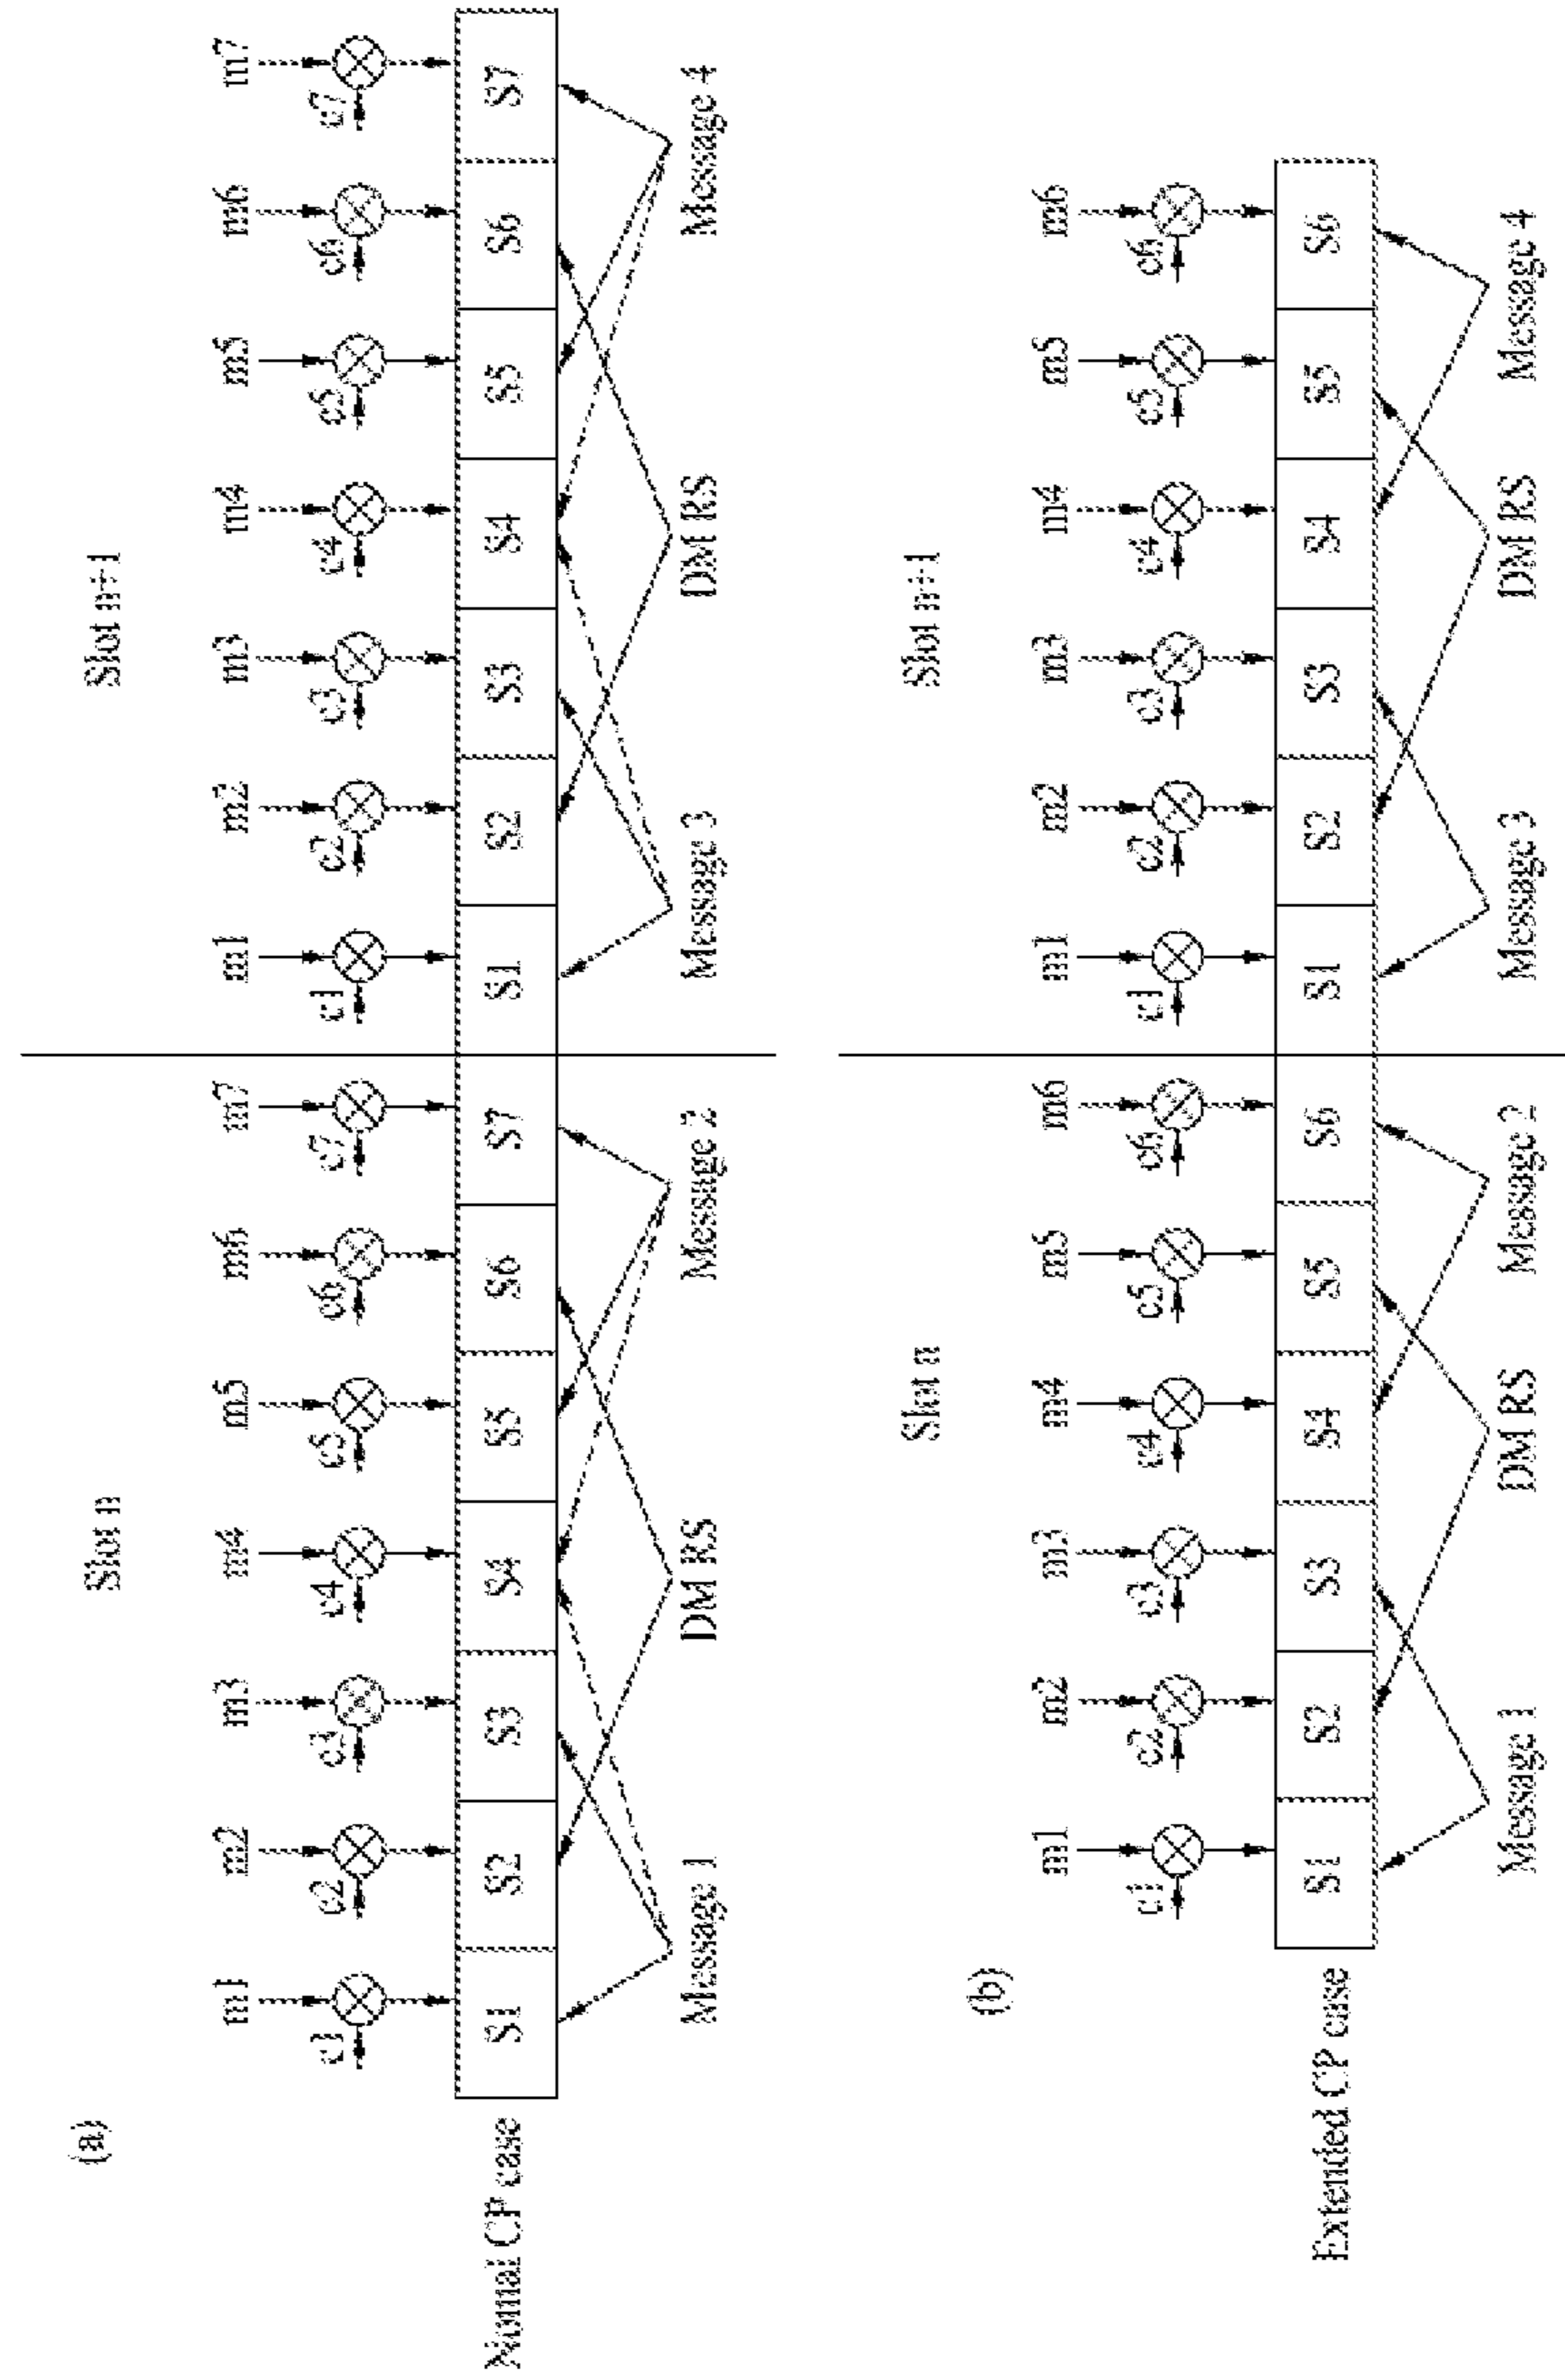 (a)
Slot n
Slot n+1
m1 m2 m3 m4 m5 m6 m7 m1 m2 m3 m4 m5 m6 m7
c1 c2 c3 c4 c5 c6 c7 c1 c2 c3 c4 c5 c6 c7
Normal CP case
S1 S2 S3 S4 S5 S6 S7 S1 S2 S3 S4 S5 S6 S7
Message 1 DM RS Message 2 Message 3 DM RS Message 4
(b)
Slot n
Slot n+1
m1 m2 m3 m4 m5 m6 m1 m2 m3 m4 m5 m6
c1 c2 c3 c4 c5 c6 c1 c2 c3 c4 c5 c6
Extended CP case
S1 S2 S3 S4 S5 S6 S1 S2 S3 S4 S5 S6
Message 1 DM RS Message 2 Message 3 DM RS Message 4